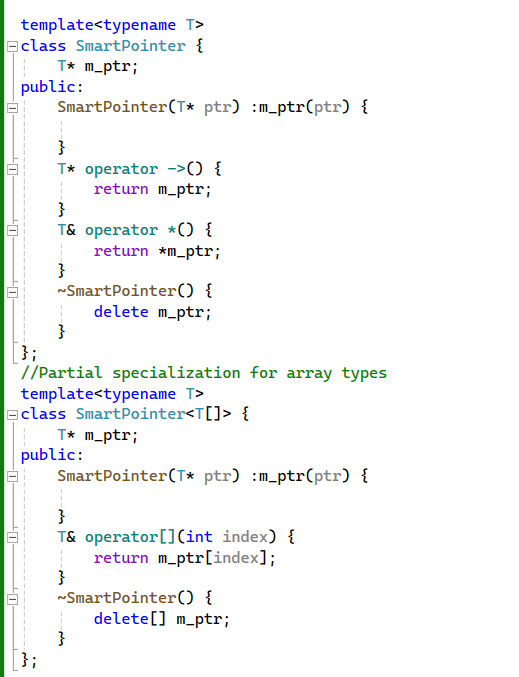 template<typename T>
class SmartPointer {
    T* m_ptr;
public:
    SmartPointer(T* ptr) :m_ptr(ptr) {

    }
    T* operator ->() {
        return m_ptr;
    }
    T& operator *() {
        return *m_ptr;
    }
    ~SmartPointer() {
        delete m_ptr;
    }
};
//Partial specialization for array types
template<typename T>
class SmartPointer<T[]> {
    T* m_ptr;
public:
    SmartPointer(T* ptr) :m_ptr(ptr) {

    }
    T& operator[](int index) {
        return m_ptr[index];
    }
    ~SmartPointer() {
        delete[] m_ptr;
    }
};